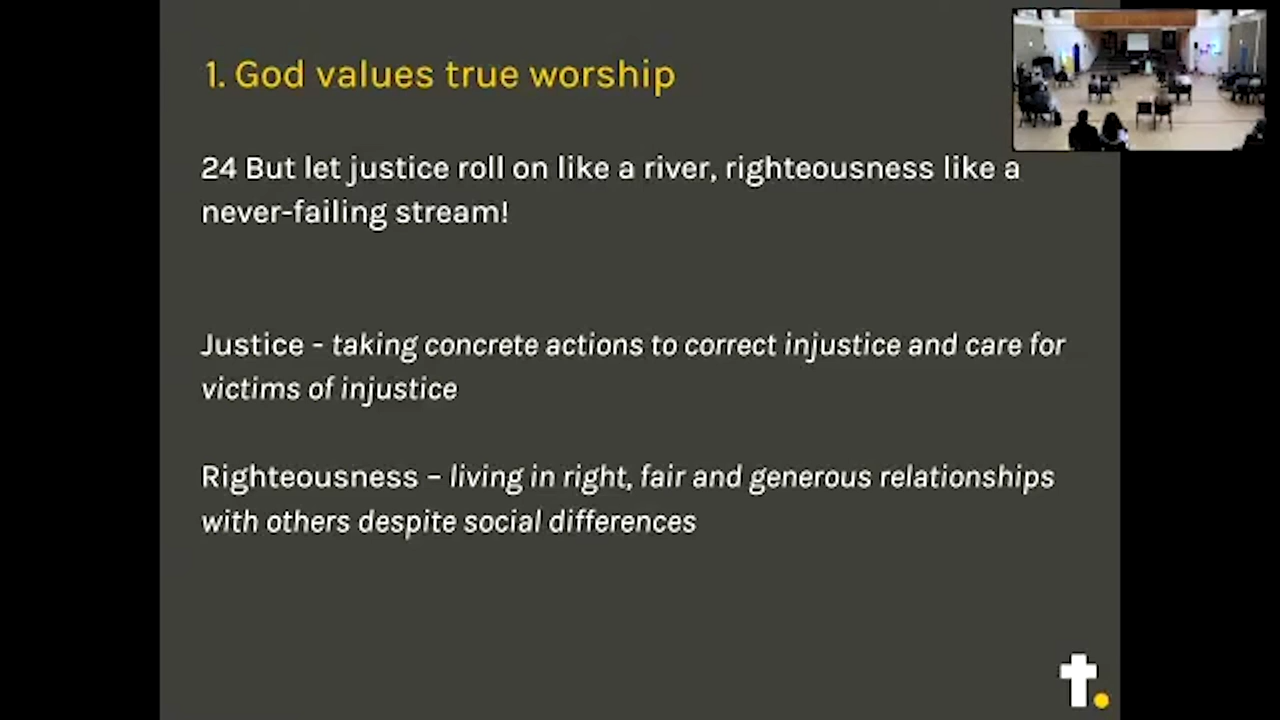 1. God values true worship
24 But let justice roll on like a river, righteousness like a
never-failing stream!
Justice - taking concrete actions to correct injustice and care for
victims of injustice
Righteousness – living in right, fair and generous relationships
with others despite social differences